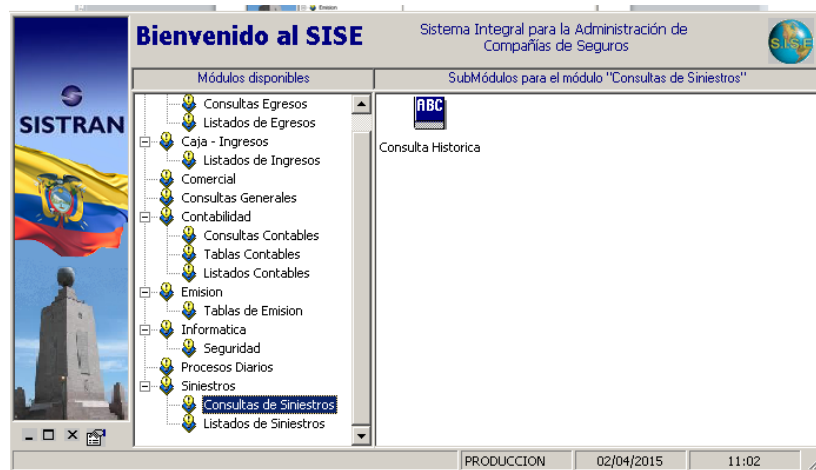 Emision
Bienvenido al SISE
Sistema Integral para la Administración de
Compañías de Seguros
S.I.S.E
Módulos disponibles
SubMódulos para el módulo "Consultas de Siniestros"
SISTRAN
Consultas Egresos
Listados de Egresos
Caja - Ingresos
Listados de Ingresos
Comercial
Consultas Generales
Contabilidad
Consultas Contables
Tablas Contables
Listados Contables
Emision
Tablas de Emision
Informatica
Seguridad
Procesos Diarios
Siniestros
Consultas de Siniestros
Listados de Siniestros
ABC
Consulta Historica
PRODUCCION
02/04/2015
11:02